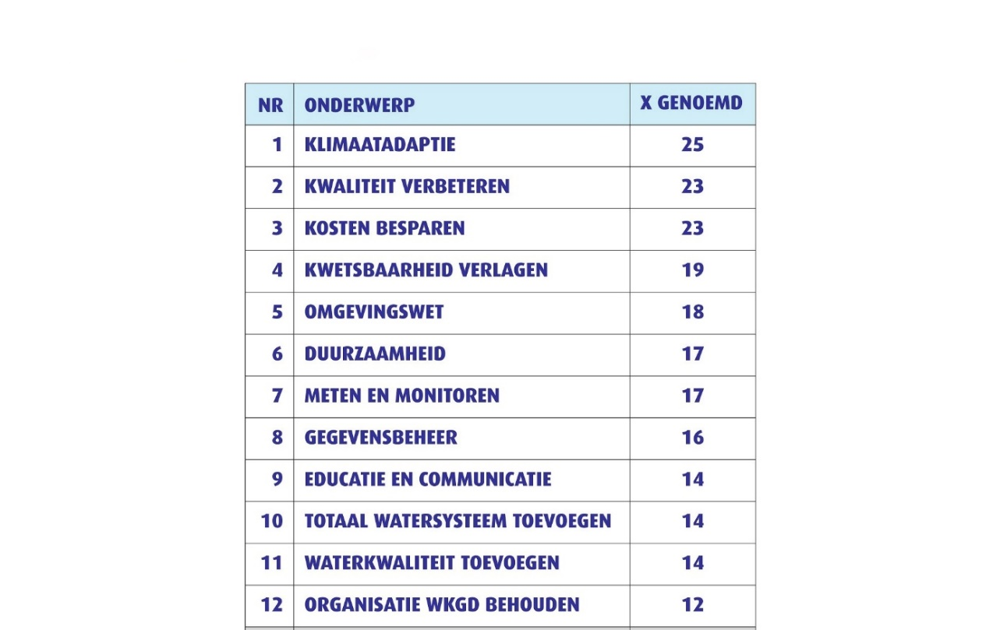 NR ONDERWERP X GENOEMD
1 KLIMAATADAPTIE 25
2 KWALITEIT VERBETEREN 23
3 KOSTEN BESPAREN 23
4 KWETSBAARHEID VERLAGEN 19
5 OMGEVINGSWET 18
6 DUURZAAMHEID 17
7 METEN EN MONITOREN 17
8 GEGEVENSBEHEER 16
9 EDUCATIE EN COMMUNICATIE 14
10 TOTAAL WATERSYSTEEM TOEVOEGEN 14
11 WATERKWALITEIT TOEVOEGEN 14
12 ORGANISATIE WKGD BEHOUDEN 12